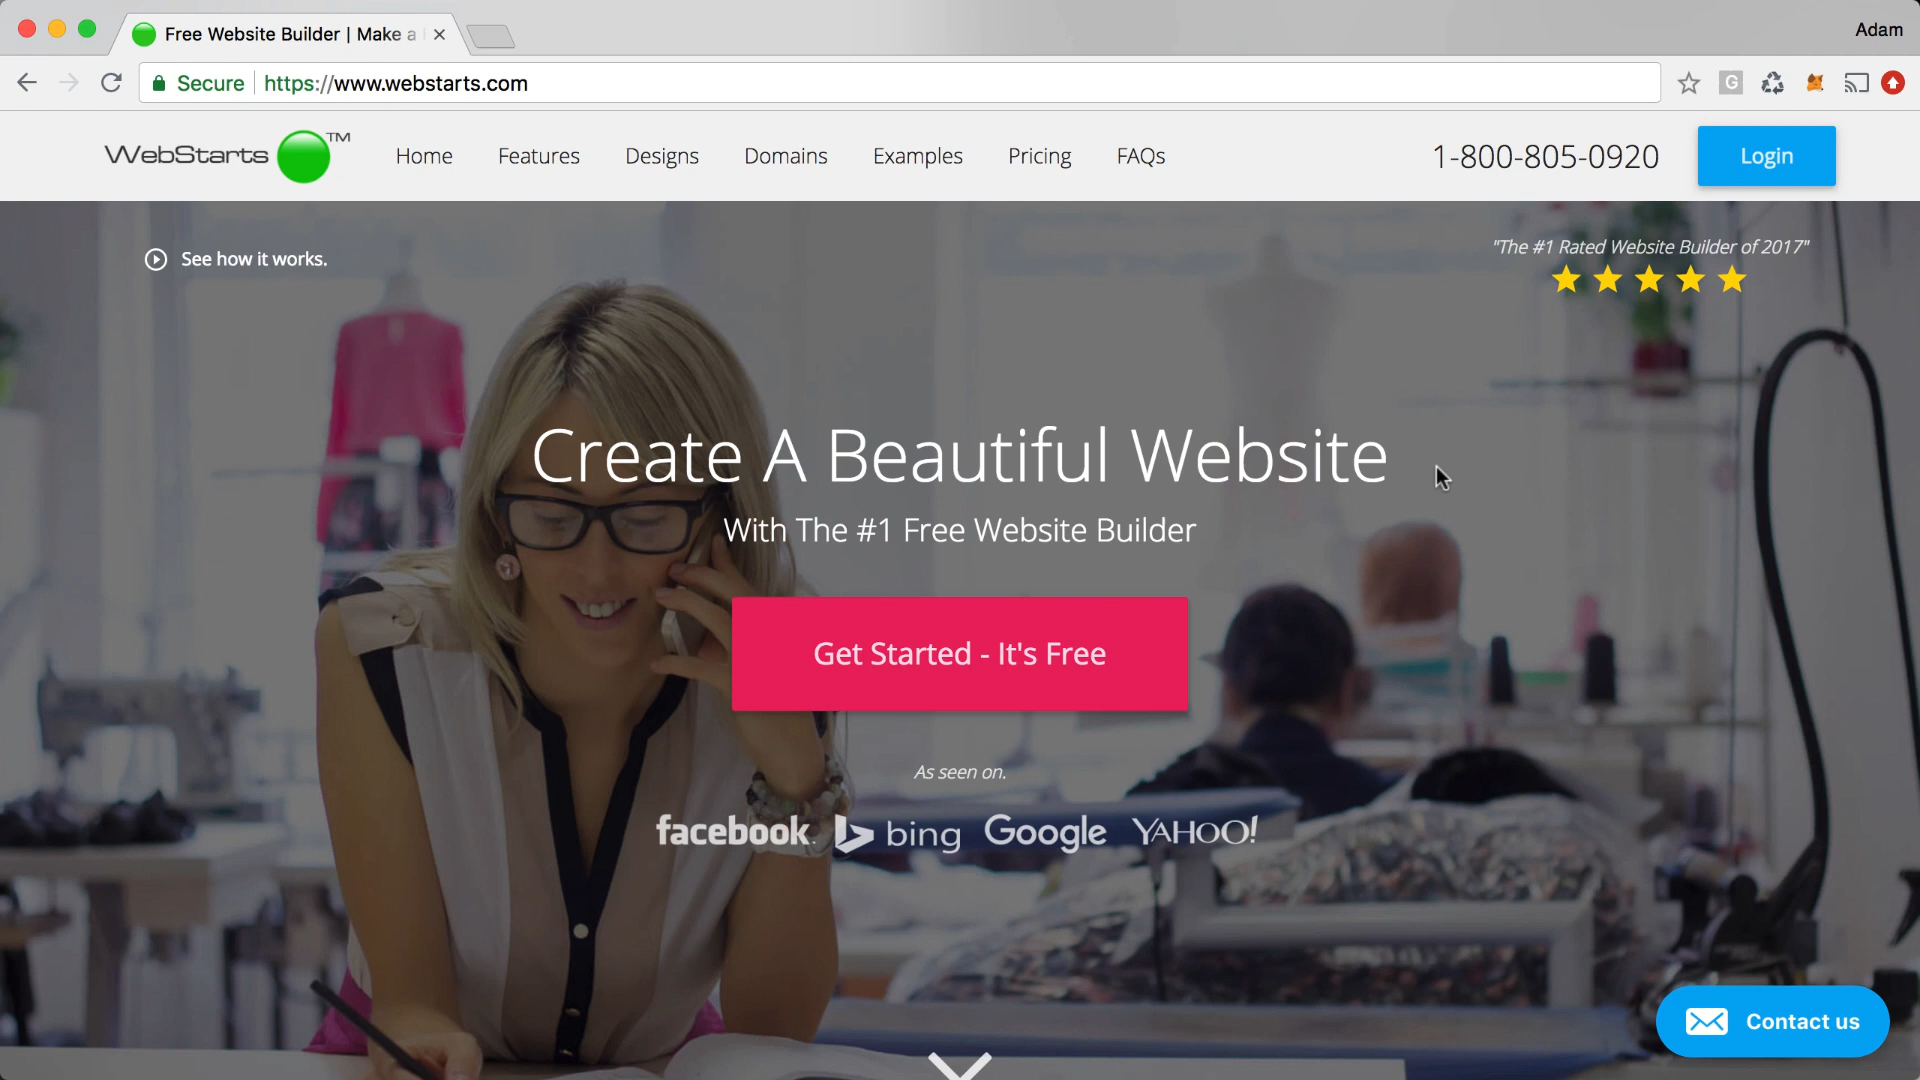 Free Website Builder | Make a
Adam
Secure
https://www.webstarts.com
G
WebStarts TM
Home
Features
Designs
Domains
Examples
Pricing
FAQs
1-800-805-0920
Login
See how it works.
"The #1 Rated Website Builder of 2017"
Create A Beautiful Website
With The #1 Free Website Builder
Get Started - It's Free
As seen on.
facebook.
bing
Google
YAHOO!
Contact us